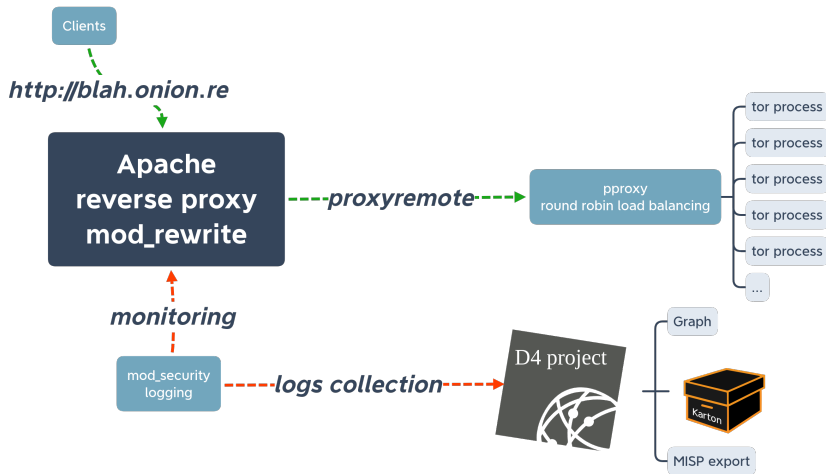 Clients
http://blah.onion.re
Apache
reverse proxy
mod_rewrite
proxyremote
pproxy
round robin load balancing
tor process
tor process
tor process
tor process
tor process
...
monitoring
mod_security
logging
logs collection
D4 project
Graph
Karton
MISP export